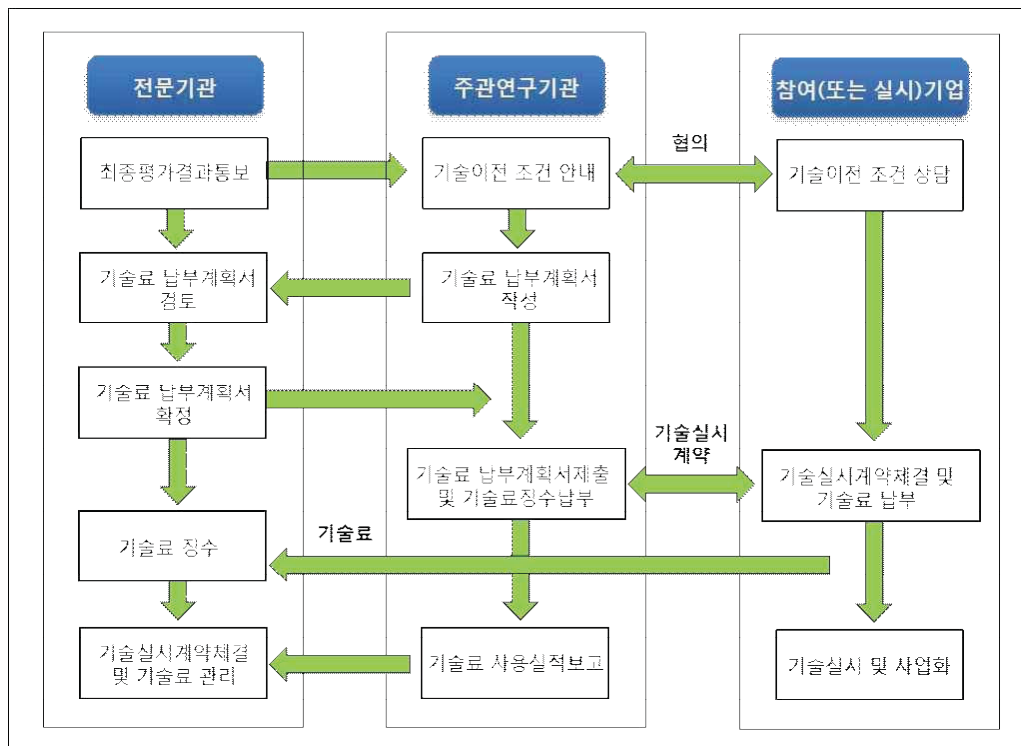 전문기관
주관연구기관
참여(또는 실시)기업
최종평가결과통보
기술이전 조건 안내
협의
기술이전 조건 상담
기술료 납부계획서
검토
기술료 납부계획서
작성
기술료 납부계획서
확정
기술실시
계약
기술료 납부계획서제출
및 기술료징수납부
기술실시계약체결 및
기술료 납부
기술료 징수
기술료
기술실시계약체결
및 기술료 관리
기술료 사용실적보고
기술실시 및 사업화